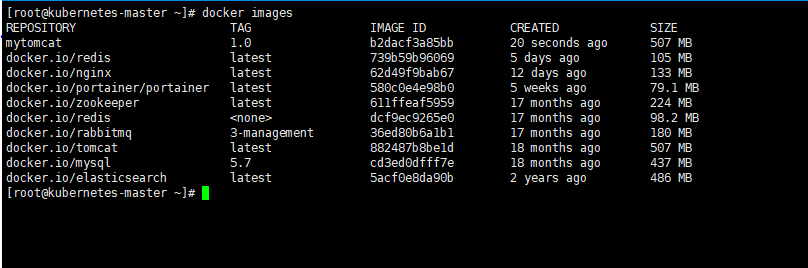 [root@kubernetes-master ~]# docker images
REPOSITORY TAG IMAGE ID CREATED SIZE
mytomcat 1.0 b2dacf3a85bb 20 seconds ago 507 MB
docker.io/redis latest 739b59b96069 5 days ago 105 MB
docker.io/nginx latest 62d49f9bab67 12 days ago 133 MB
docker.io/portainer/portainer latest 580c0e4e98b0 5 weeks ago 79.1 MB
docker.io/zookeeper latest 611ffeaf5959 17 months ago 224 MB
docker.io/redis <none> dcf9ec9265e0 17 months ago 98.2 MB
docker.io/rabbitmq 3-management 36ed80b6a1b1 17 months ago 180 MB
docker.io/tomcat latest 882487b8be1d 18 months ago 507 MB
docker.io/mysql 5.7 cd3ed0dfff7e 18 months ago 437 MB
docker.io/elasticsearch latest 5acf0e8da90b 2 years ago 486 MB
[root@kubernetes-master ~]#